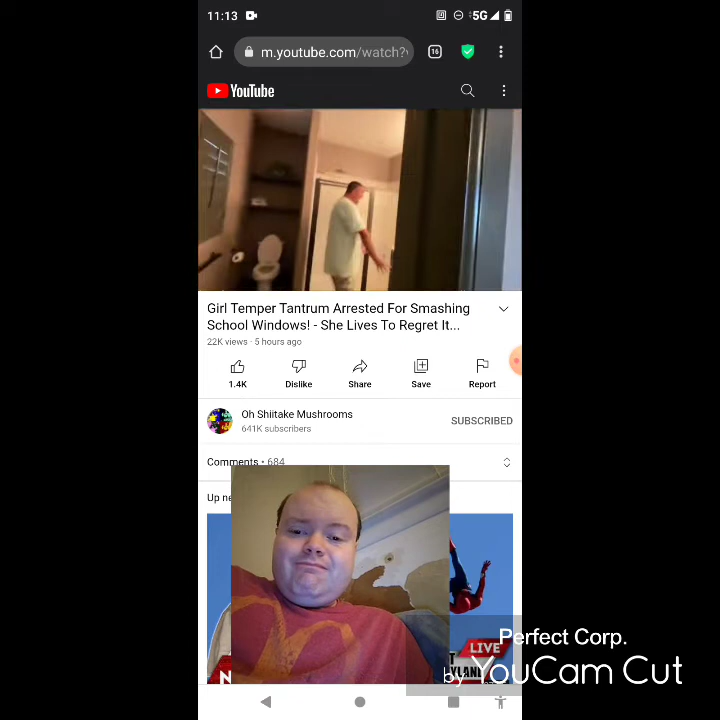 11:13 5G
m.youtube.com/watch?v
16
YouTube
Girl Temper Tantrum Arrested For Smashing
School Windows! - She Lives To Regret It...
22K views · 5 hours ago
1.4K Dislike Share Save Report
Oh Shiitake Mushrooms
641K subscribers
SUBSCRIBED
Comments • 684
Up ne
LIVE
N
Perfect Corp.
by YouCam Cut